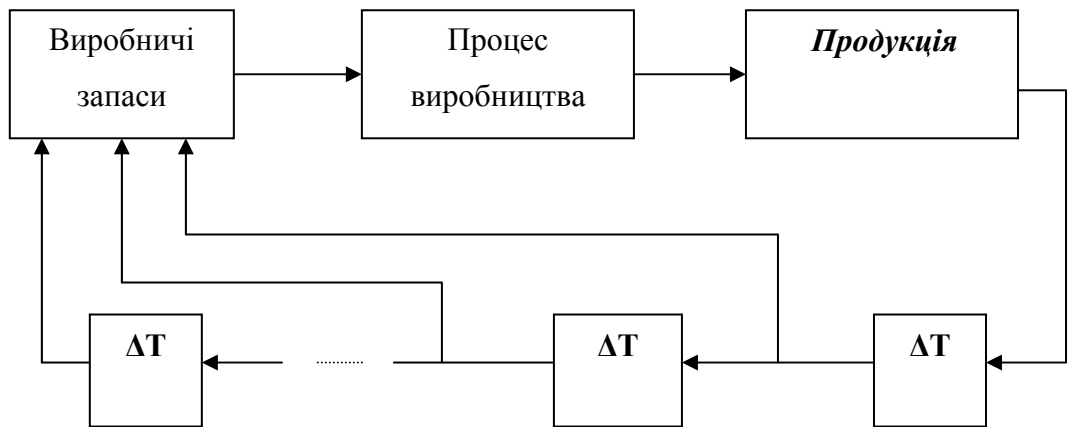 Виробничі
запаси
Процес
виробництва
Продукція
ΔT
ΔT
ΔT